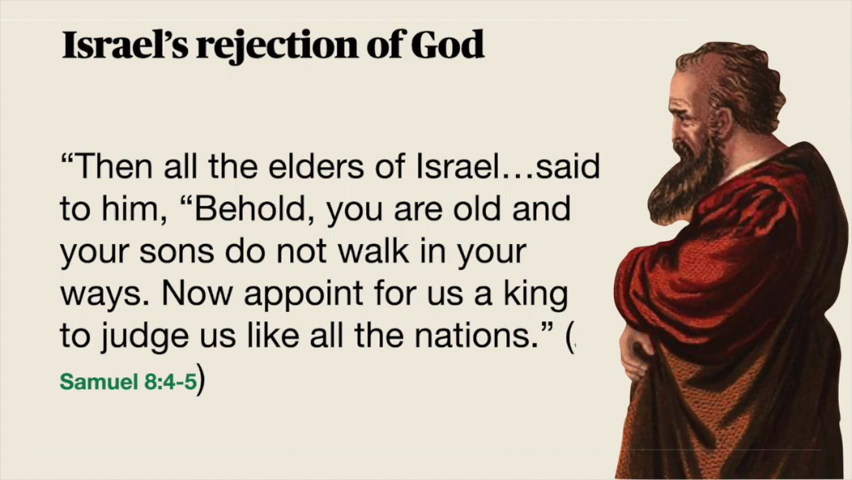 Israel’s rejection of God
“Then all the elders of Israel…said
to him, “Behold, you are old and
your sons do not walk in your
ways. Now appoint for us a king
to judge us like all the nations.” (
Samuel 8:4-5)